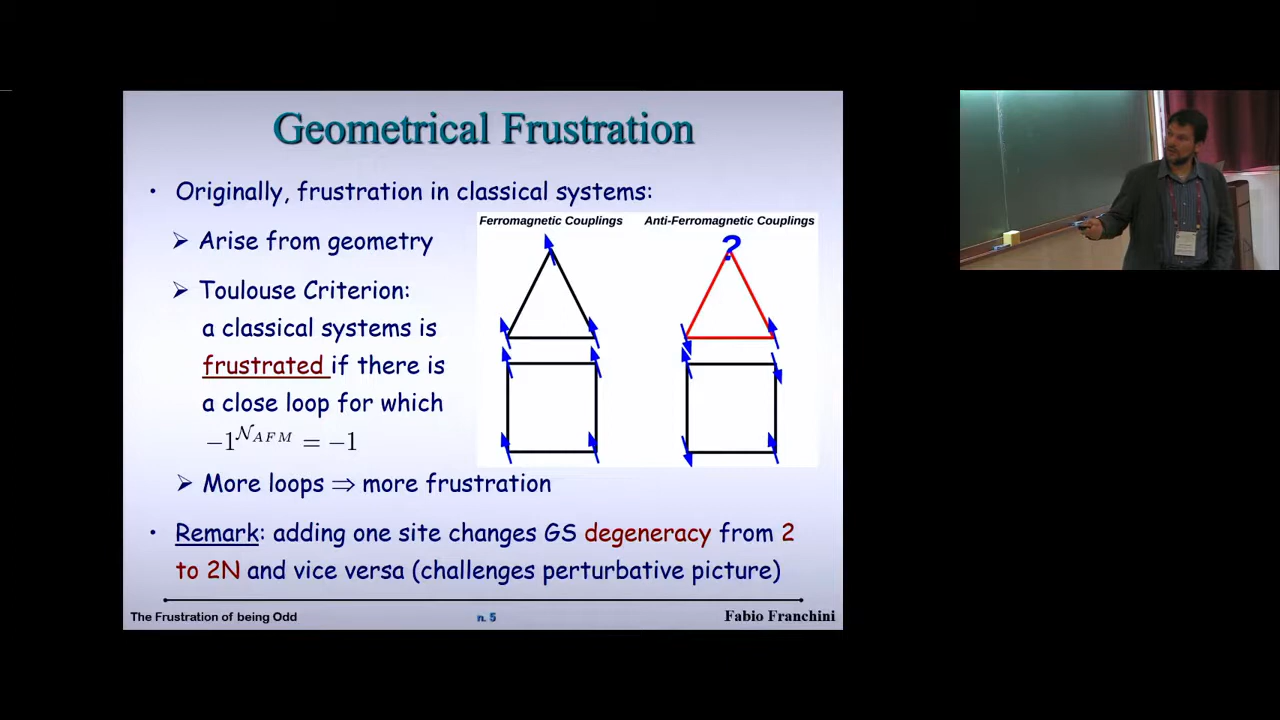 Geometrical Frustration
• Originally, frustration in classical systems:
➢ Arise from geometry
➢ Toulouse Criterion:
a classical systems is
frustrated if there is
a close loop for which
−1^{𝒩_{AFM}} = −1
Ferromagnetic Couplings
Anti-Ferromagnetic Couplings
?
➢ More loops ⇒ more frustration
• Remark: adding one site changes GS degeneracy from 2
to 2N and vice versa (challenges perturbative picture)
The Frustration of being Odd
n. 5
Fabio Franchini